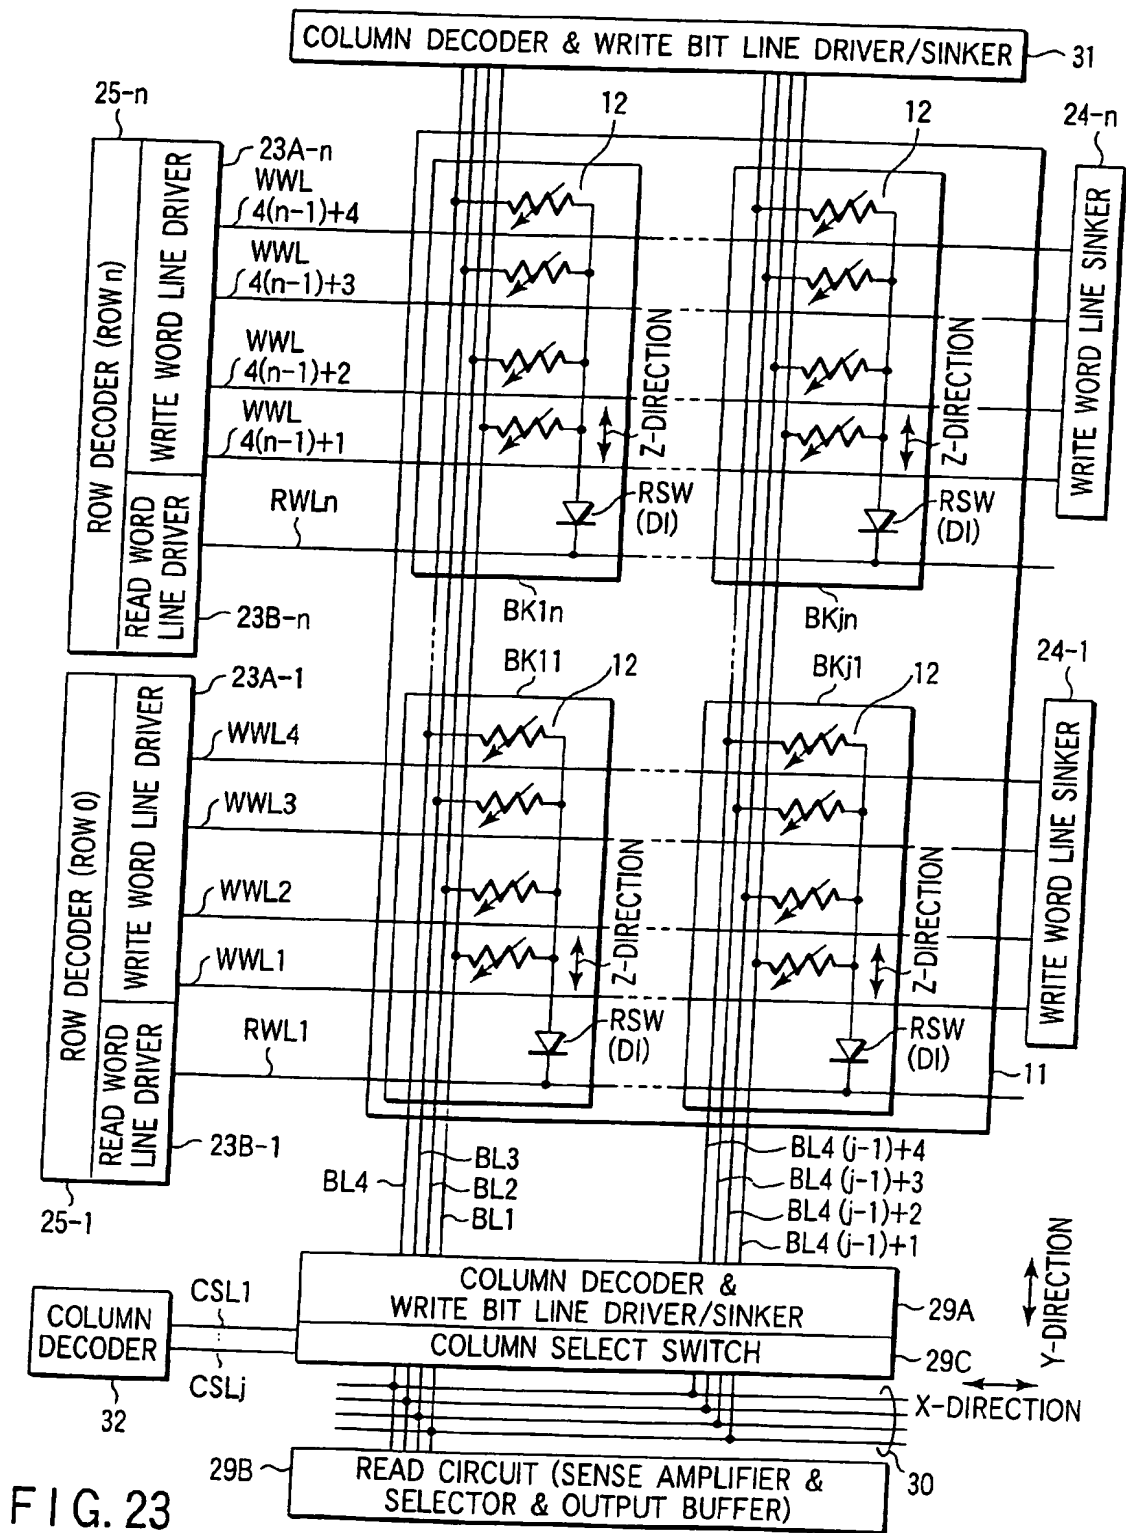 COLUMN DECODER & WRITE BIT LINE DRIVER/SINKER
31
25-n
12
12
24-n
23A-n
WWL
4(n-1)+4
WWL
4(n-1)+3
WWL
4(n-1)+2
WWL
4(n-1)+1
ROW DECODER (ROW n)
WRITE WORD LINE DRIVER
READ WORD
LINE DRIVER
WRITE WORD LINE SINKER
Z-DIRECTION
Z-DIRECTION
RWLn
RSW
(DI)
RSW
(DI)
23B-n
BK1n
BKjn
23A-1
BK11
12
BKj1
12
24-1
WWL4
WWL3
WWL2
WWL1
ROW DECODER (ROW 0)
WRITE WORD LINE DRIVER
READ WORD
LINE DRIVER
WRITE WORD LINE SINKER
Z-DIRECTION
Z-DIRECTION
RWL1
RSW
(DI)
RSW
(DI)
11
23B-1
25-1
BL4
BL3
BL2
BL1
BL4(j-1)+4
BL4(j-1)+3
BL4(j-1)+2
BL4(j-1)+1
COLUMN DECODER &
WRITE BIT LINE DRIVER/SINKER
29A
COLUMN SELECT SWITCH
29C
COLUMN
DECODER
32
CSL1
CSLj
Y-DIRECTION
X-DIRECTION
30
29B
READ CIRCUIT (SENSE AMPLIFIER &
SELECTOR & OUTPUT BUFFER)
FIG. 23